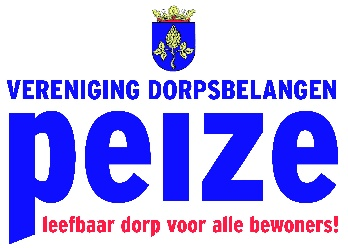 VERENIGING DORPSBELANGEN
peize
leefbaar dorp voor alle bewoners!